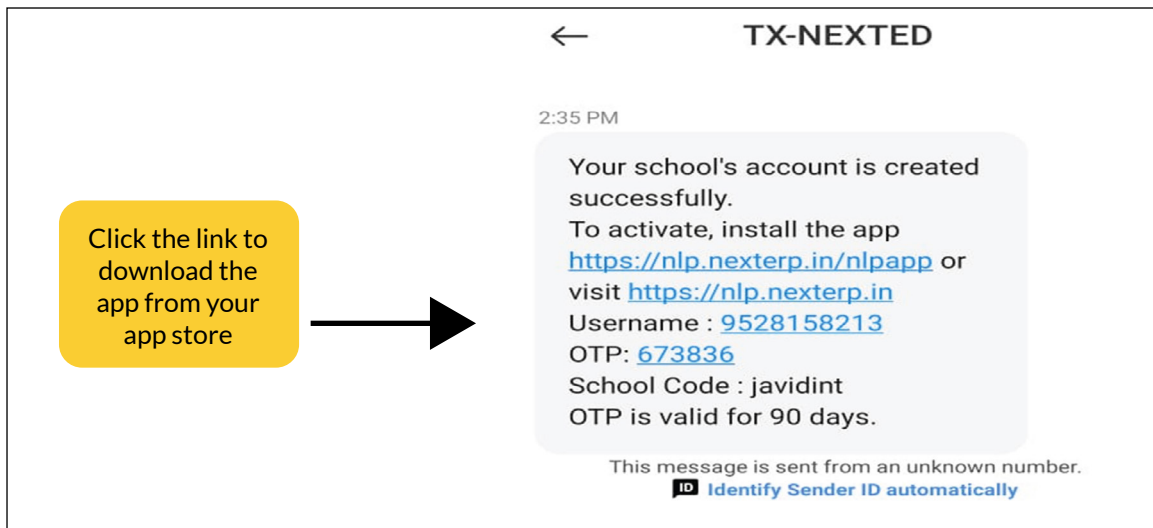 TX-NEXTED
2:35 PM
Your school's account is created
successfully.
To activate, install the app
https://nlp.nexterp.in/nlpapp or
visit https://nlp.nexterp.in
Username : 9528158213
OTP: 673836
School Code : javidint
OTP is valid for 90 days.
This message is sent from an unknown number.
ID Identify Sender ID automatically
Click the link to
download the
app from your
app store